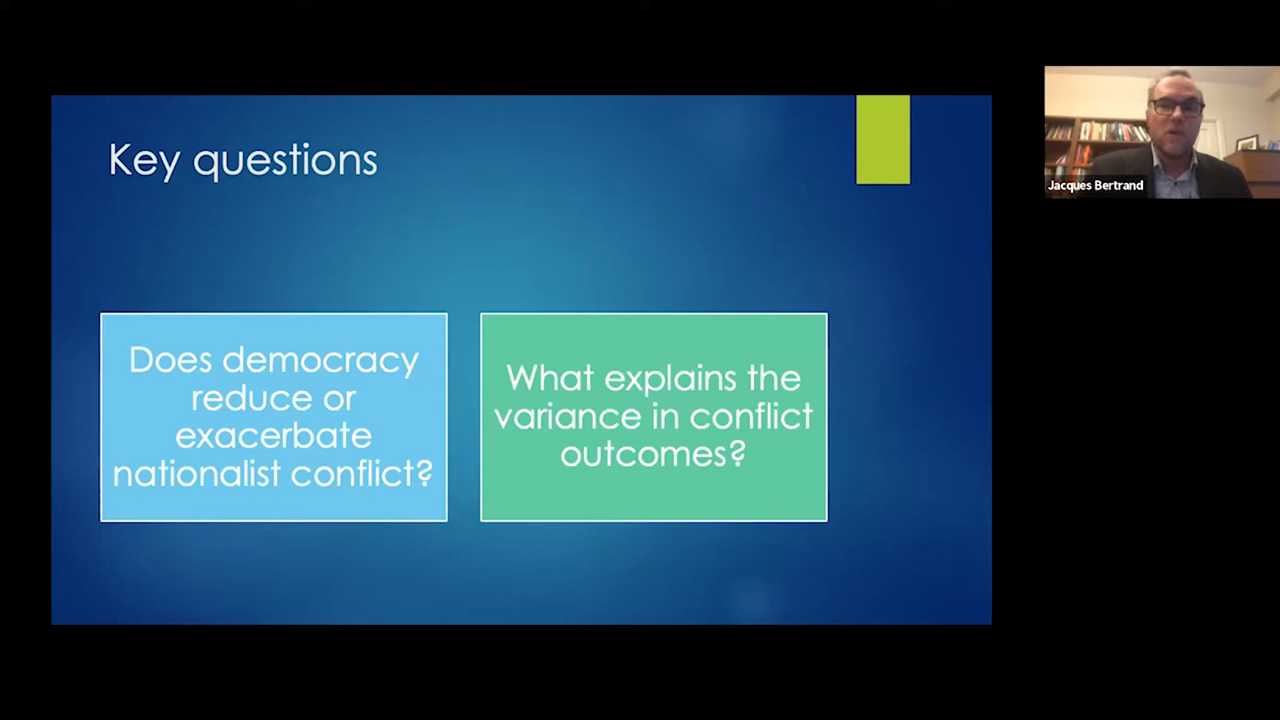 Key questions
Does democracy
reduce or
exacerbate
nationalist conflict?
What explains the
variance in conflict
outcomes?
Jacques Bertrand